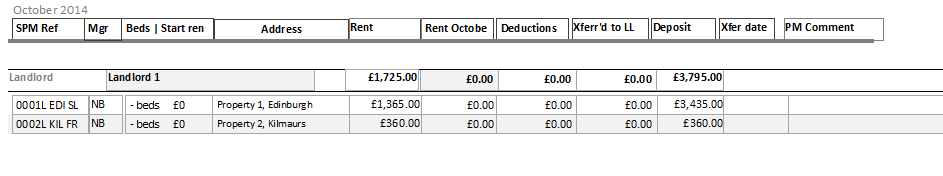 October 2014
SPM Ref Mgr Beds | Start ren Address Rent Rent Octobe Deductions Xferr'd to LL Deposit Xfer date PM Comment
Landlord Landlord 1 £1,725.00 £0.00 £0.00 £0.00 £3,795.00
0001L EDI SL NB - beds £0 Property 1, Edinburgh £1,365.00 £0.00 £0.00 £0.00 £3,435.00
0002L KIL FR NB - beds £0 Property 2, Kilmaurs £360.00 £0.00 £0.00 £0.00 £360.00